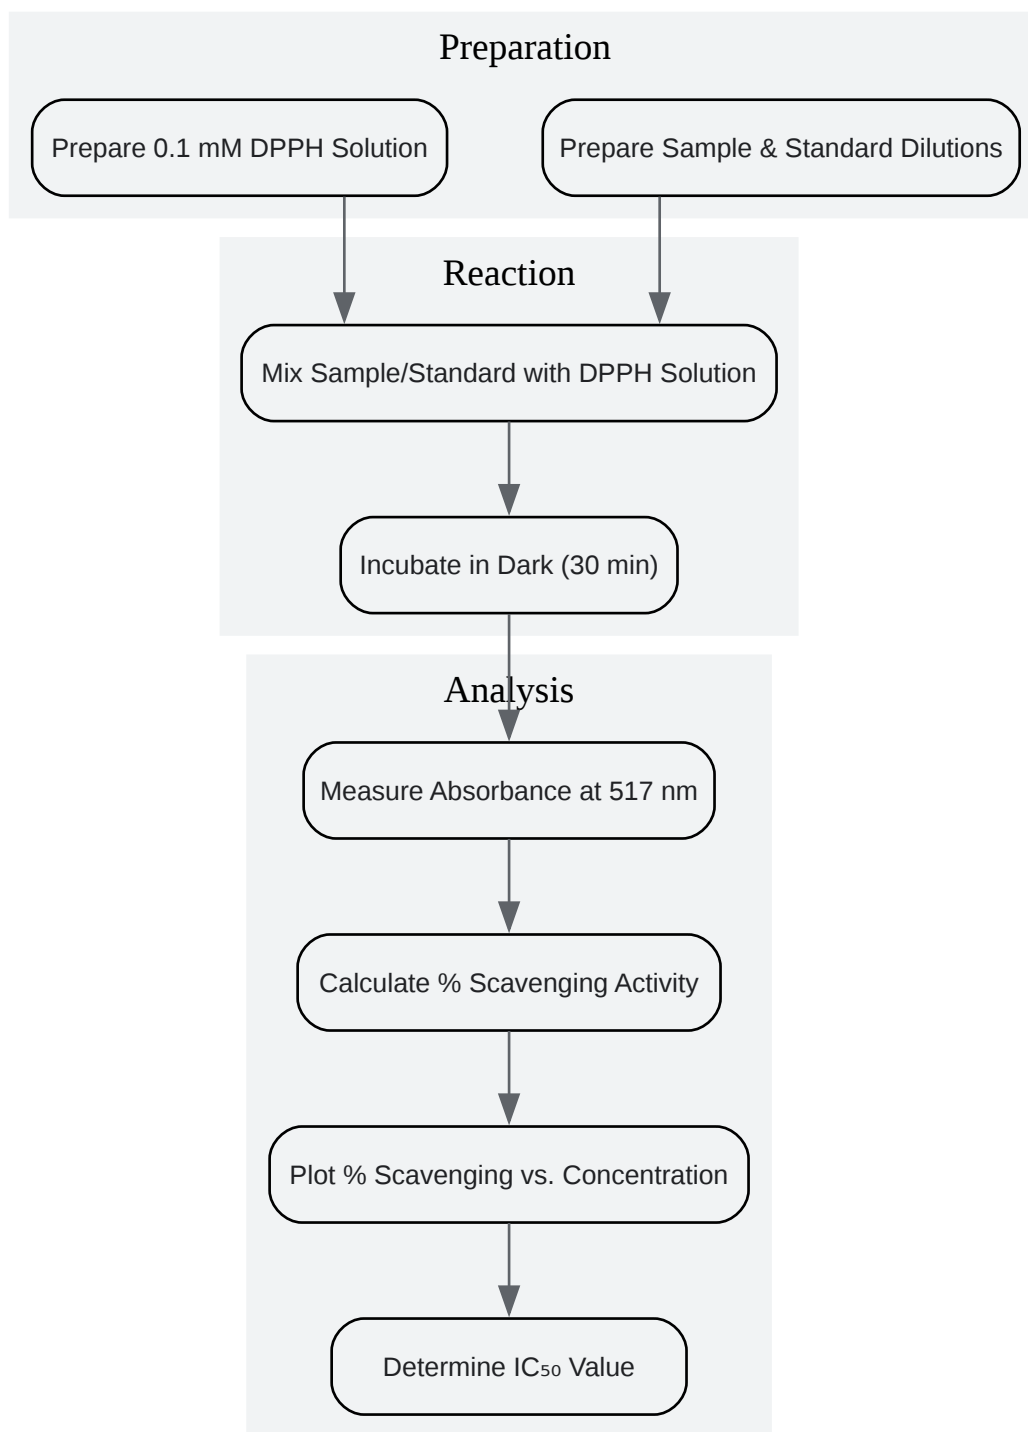 Preparation
Prepare 0.1 mM DPPH Solution
Prepare Sample & Standard Dilutions
Reaction
Mix Sample/Standard with DPPH Solution
Incubate in Dark (30 min)
Analysis
Measure Absorbance at 517 nm
Calculate % Scavenging Activity
Plot % Scavenging vs. Concentration
Determine IC₅₀ Value